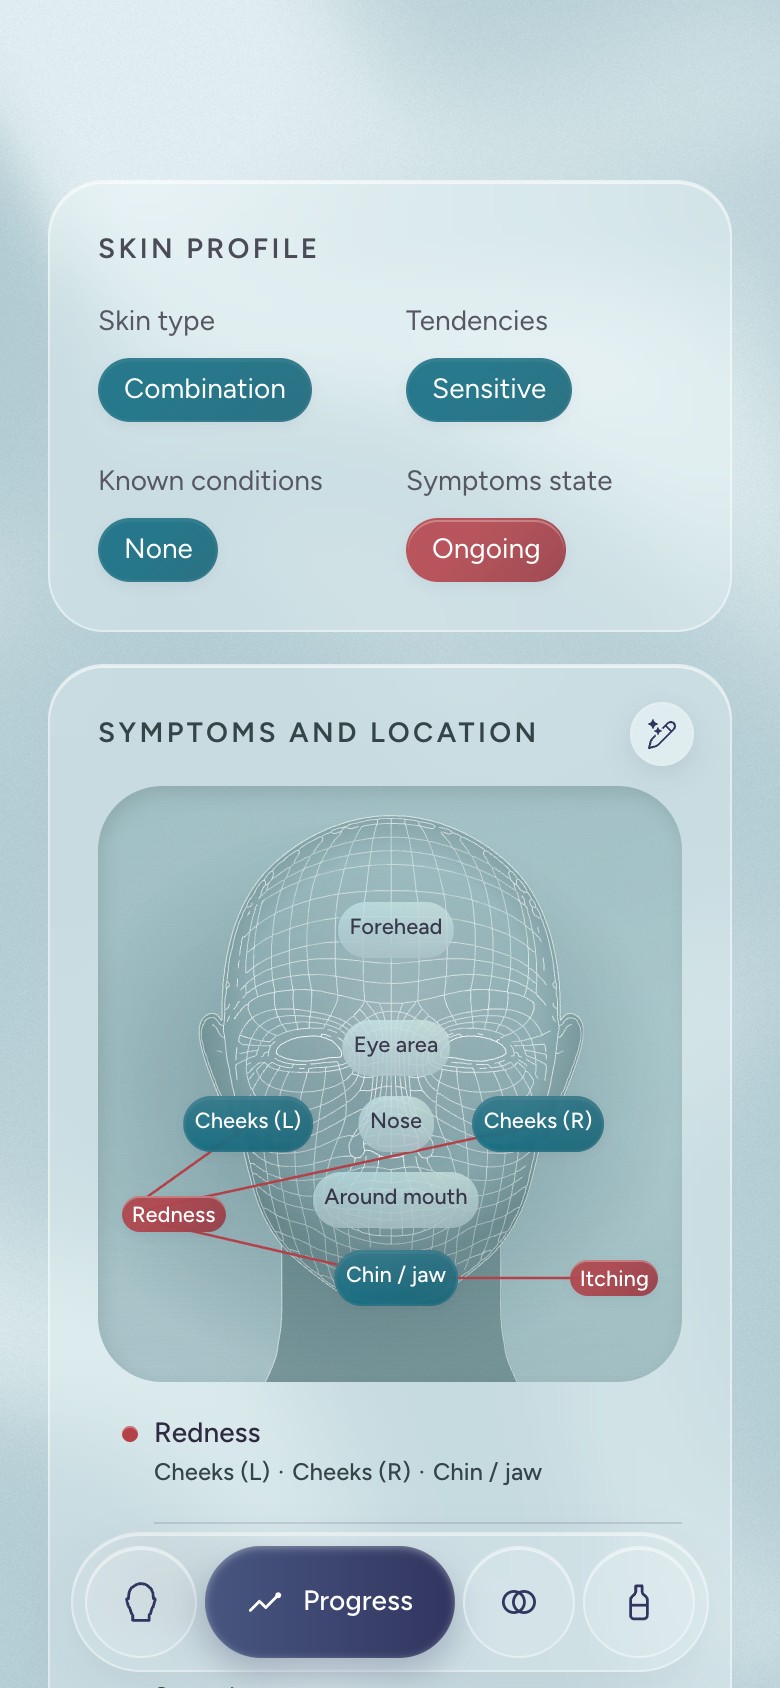 SKIN PROFILE
Skin type
Tendencies
Combination
Sensitive
Known conditions
Symptoms state
None
Ongoing
SYMPTOMS AND LOCATION
Forehead
Eye area
Cheeks (L)
Nose
Cheeks (R)
Around mouth
Redness
Chin / jaw
Itching
Redness
Cheeks (L) · Cheeks (R) · Chin / jaw
Progress